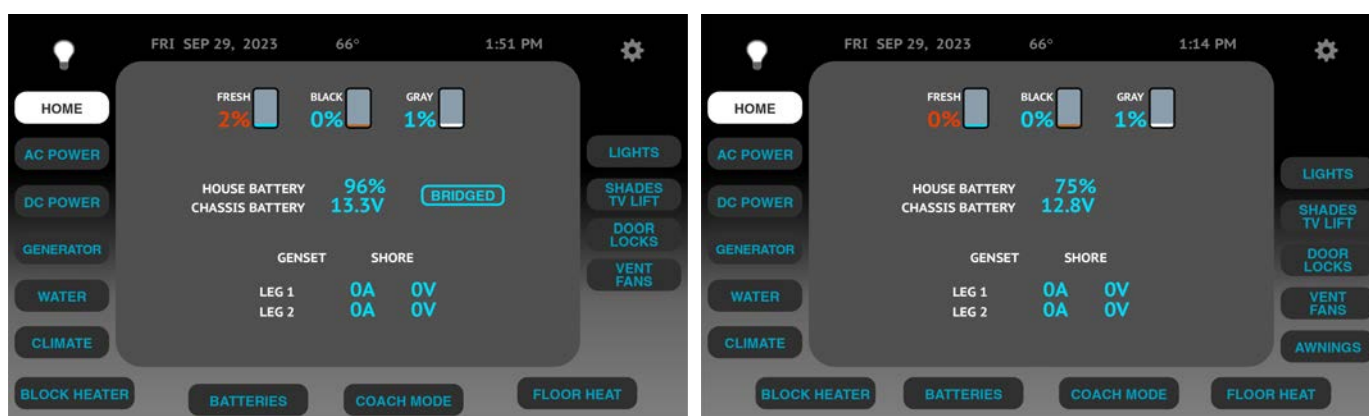 FRI SEP 29, 2023 66° 1:51 PM
HOME
AC POWER
DC POWER
GENERATOR
WATER
CLIMATE
FRESH BLACK GRAY
2% 0% 1%
HOUSE BATTERY 96%
CHASSIS BATTERY 13.3V
BRIDGED
GENSET SHORE
LEG 1 0A 0V
LEG 2 0A 0V
LIGHTS
SHADES
TV LIFT
DOOR
LOCKS
VENT
FANS
BLOCK HEATER BATTERIES COACH MODE FLOOR HEAT
FRI SEP 29, 2023 66° 1:14 PM
HOME
AC POWER
DC POWER
GENERATOR
WATER
CLIMATE
FRESH BLACK GRAY
0% 0% 1%
HOUSE BATTERY 75%
CHASSIS BATTERY 12.8V
GENSET SHORE
LEG 1 0A 0V
LEG 2 0A 0V
LIGHTS
SHADES
TV LIFT
DOOR
LOCKS
VENT
FANS
AWNINGS
BLOCK HEATER BATTERIES COACH MODE FLOOR HEAT